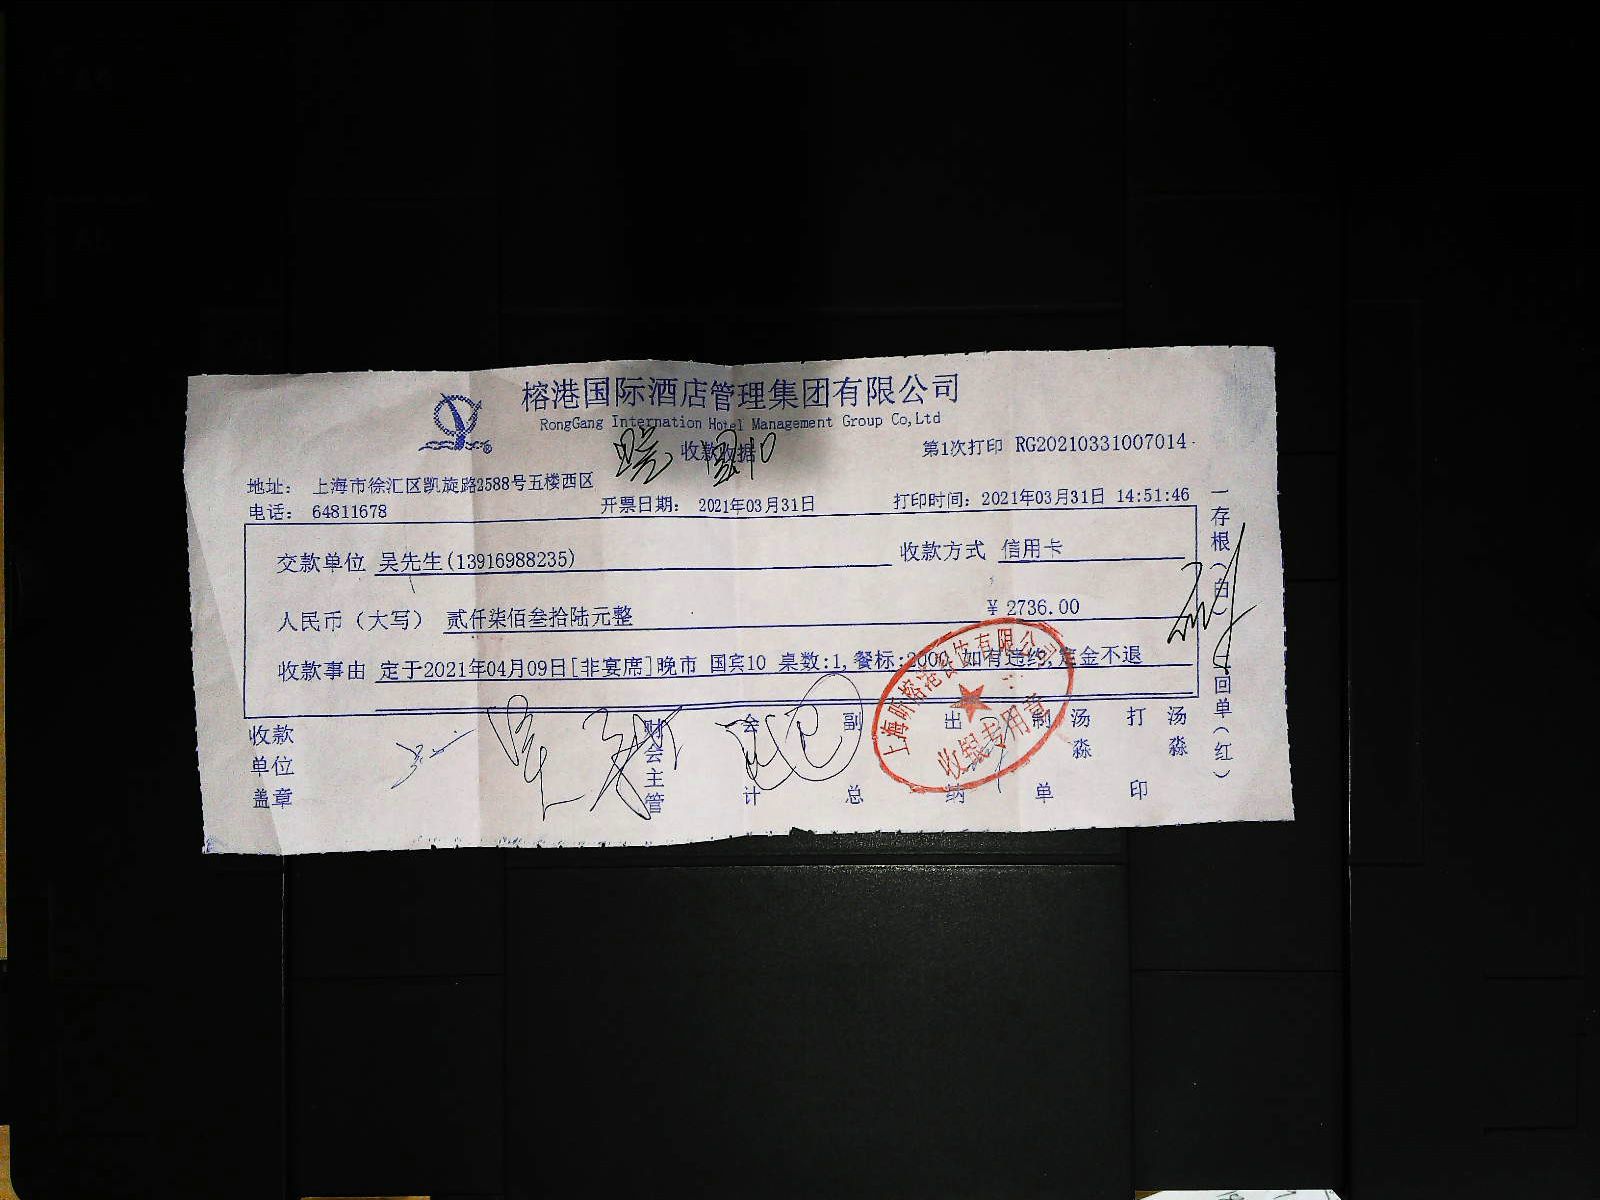 榕港国际酒店管理集团有限公司
RongGang Internation Hotel Management Group Co,Ltd
收款收据
第1次打印 RG20210331007014
地址： 上海市徐汇区凯旋路2588号五楼西区
电话： 64811678
开票日期： 2021年03月31日
打印时间：2021年03月31日 14:51:46
交款单位 吴先生(13916988235) 收款方式 信用卡
人民币（大写） 贰仟柒佰叁拾陆元整 ￥2736.00
收款事由 定于2021年04月09日[非宴席]晚市 国宾10 桌数:1,餐标:2000 如有违约,定金不退
收款单位盖章
财会主管
会计
副总
出纳
制单 汤淼
打印 汤淼
一存根（白）
回单（红）
收银专用章